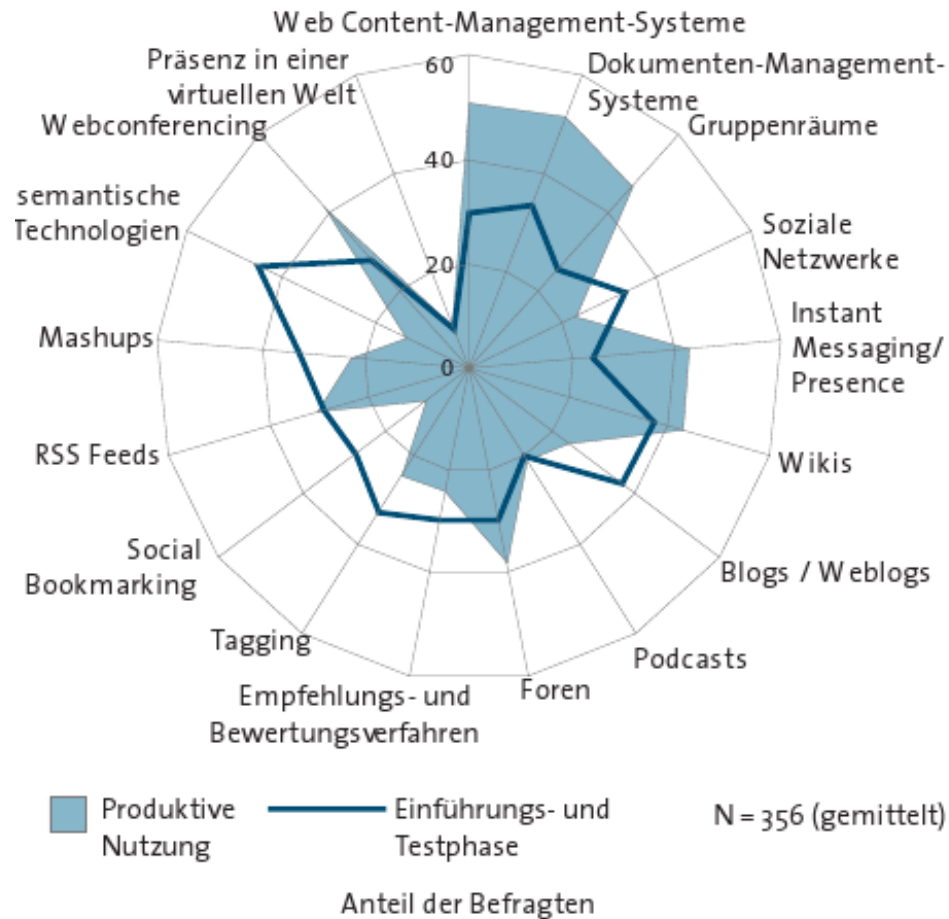 Web Content-Management-Systeme
Präsenz in einer
virtuellen Welt
60
Dokumenten-Management-
Systeme
Webconferencing
Gruppenräume
40
semantische
Technologien
Soziale
Netzwerke
20
Instant
Messaging/
Presence
Mashups
0
RSS Feeds
Wikis
Social
Bookmarking
Blogs / Weblogs
Tagging
Podcasts
Empfehlungs- und
Bewertungsverfahren
Foren
Produktive
Nutzung
Einführungs- und
Testphase
N = 356 (gemittelt)
Anteil der Befragten